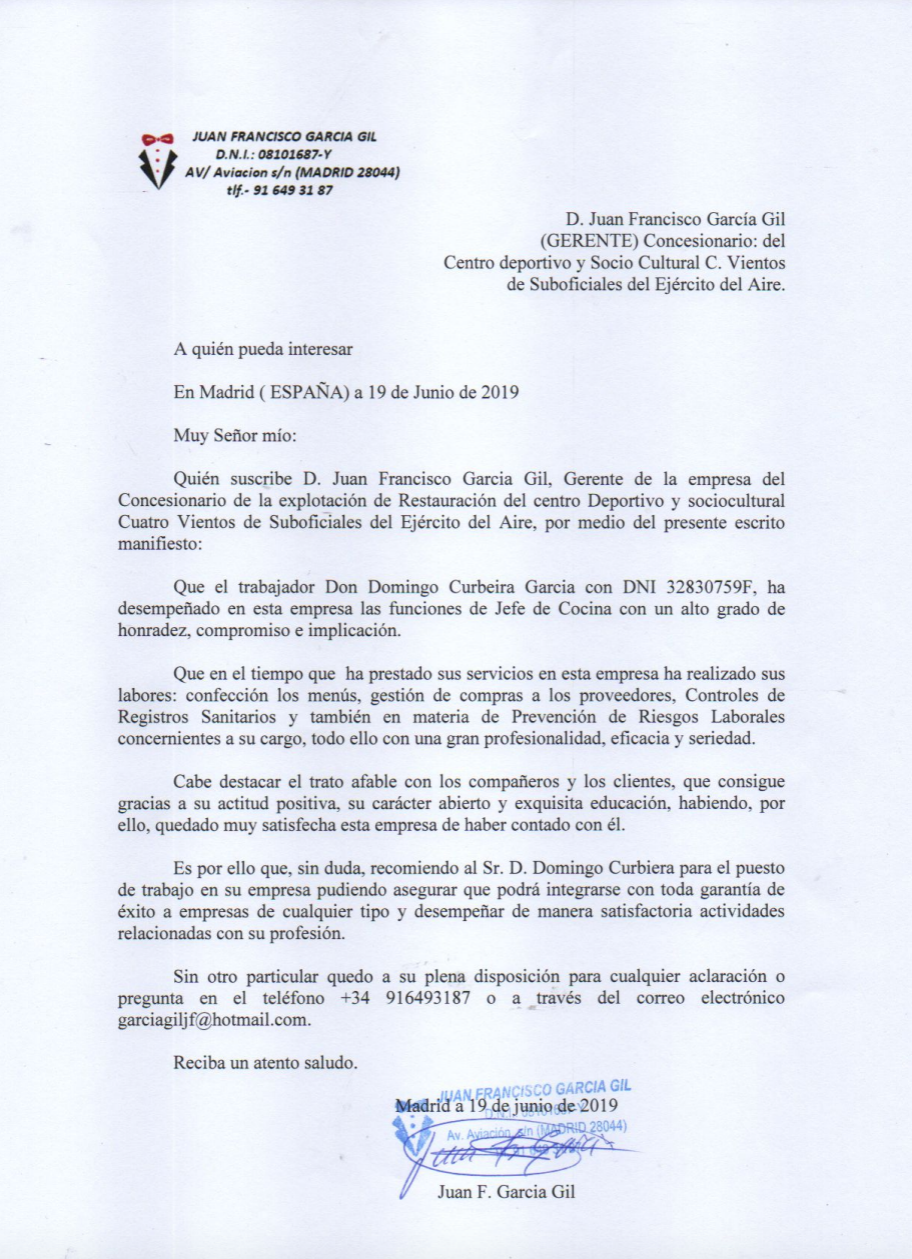 JUAN FRANCISCO GARCIA GIL
D.N.I.: 08101687-Y
AV/ Aviacion s/n (MADRID 28044)
tlf.- 91 649 31 87
D. Juan Francisco García Gil
(GERENTE) Concesionario: del
Centro deportivo y Socio Cultural C. Vientos
de Suboficiales del Ejército del Aire.
A quién pueda interesar
En Madrid ( ESPAÑA) a 19 de Junio de 2019
Muy Señor mío:
Quién suscribe D. Juan Francisco Garcia Gil, Gerente de la empresa del
Concesionario de la explotación de Restauración del centro Deportivo y sociocultural
Cuatro Vientos de Suboficiales del Ejército del Aire, por medio del presente escrito
manifiesto:
Que el trabajador Don Domingo Curbeira Garcia con DNI 32830759F, ha
desempeñado en esta empresa las funciones de Jefe de Cocina con un alto grado de
honradez, compromiso e implicación.
Que en el tiempo que ha prestado sus servicios en esta empresa ha realizado sus
labores: confección los menús, gestión de compras a los proveedores, Controles de
Registros Sanitarios y también en materia de Prevención de Riesgos Laborales
concernientes a su cargo, todo ello con una gran profesionalidad, eficacia y seriedad.
Cabe destacar el trato afable con los compañeros y los clientes, que consigue
gracias a su actitud positiva, su carácter abierto y exquisita educación, habiendo, por
ello, quedado muy satisfecha esta empresa de haber contado con él.
Es por ello que, sin duda, recomiendo al Sr. D. Domingo Curbiera para el puesto
de trabajo en su empresa pudiendo asegurar que podrá integrarse con toda garantía de
éxito a empresas de cualquier tipo y desempeñar de manera satisfactoria actividades
relacionadas con su profesión.
Sin otro particular quedo a su plena disposición para cualquier aclaración o
pregunta en el teléfono +34 916493187 o a través del correo electrónico
garciagiljf@hotmail.com.
Reciba un atento saludo.
JUAN FRANCISCO GARCIA GIL
Madrid a 19 de junio de 2019
Av. Aviación s/n (MADRID 28044)
Juan F. Garcia Gil